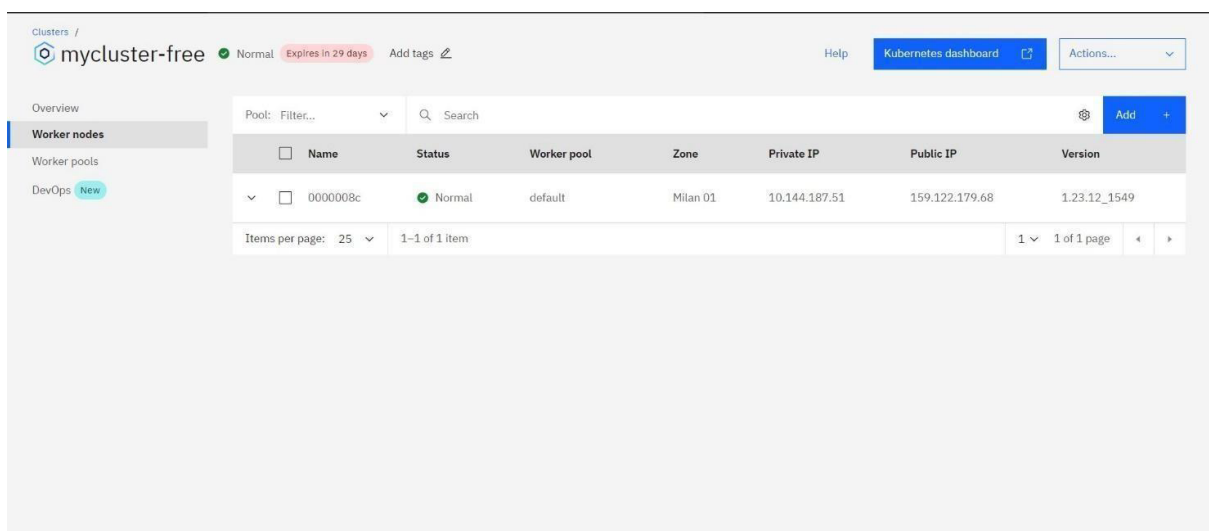 Clusters /
mycluster-free Normal Expires in 29 days Add tags Help Kubernetes dashboard Actions...
Overview
Worker nodes
Worker pools
DevOps New
Pool: Filter... Search Add +
Name Status Worker pool Zone Private IP Public IP Version
0000008c Normal default Milan 01 10.144.187.51 159.122.179.68 1.23.12_1549
Items per page: 25 1–1 of 1 item 1 1 of 1 page